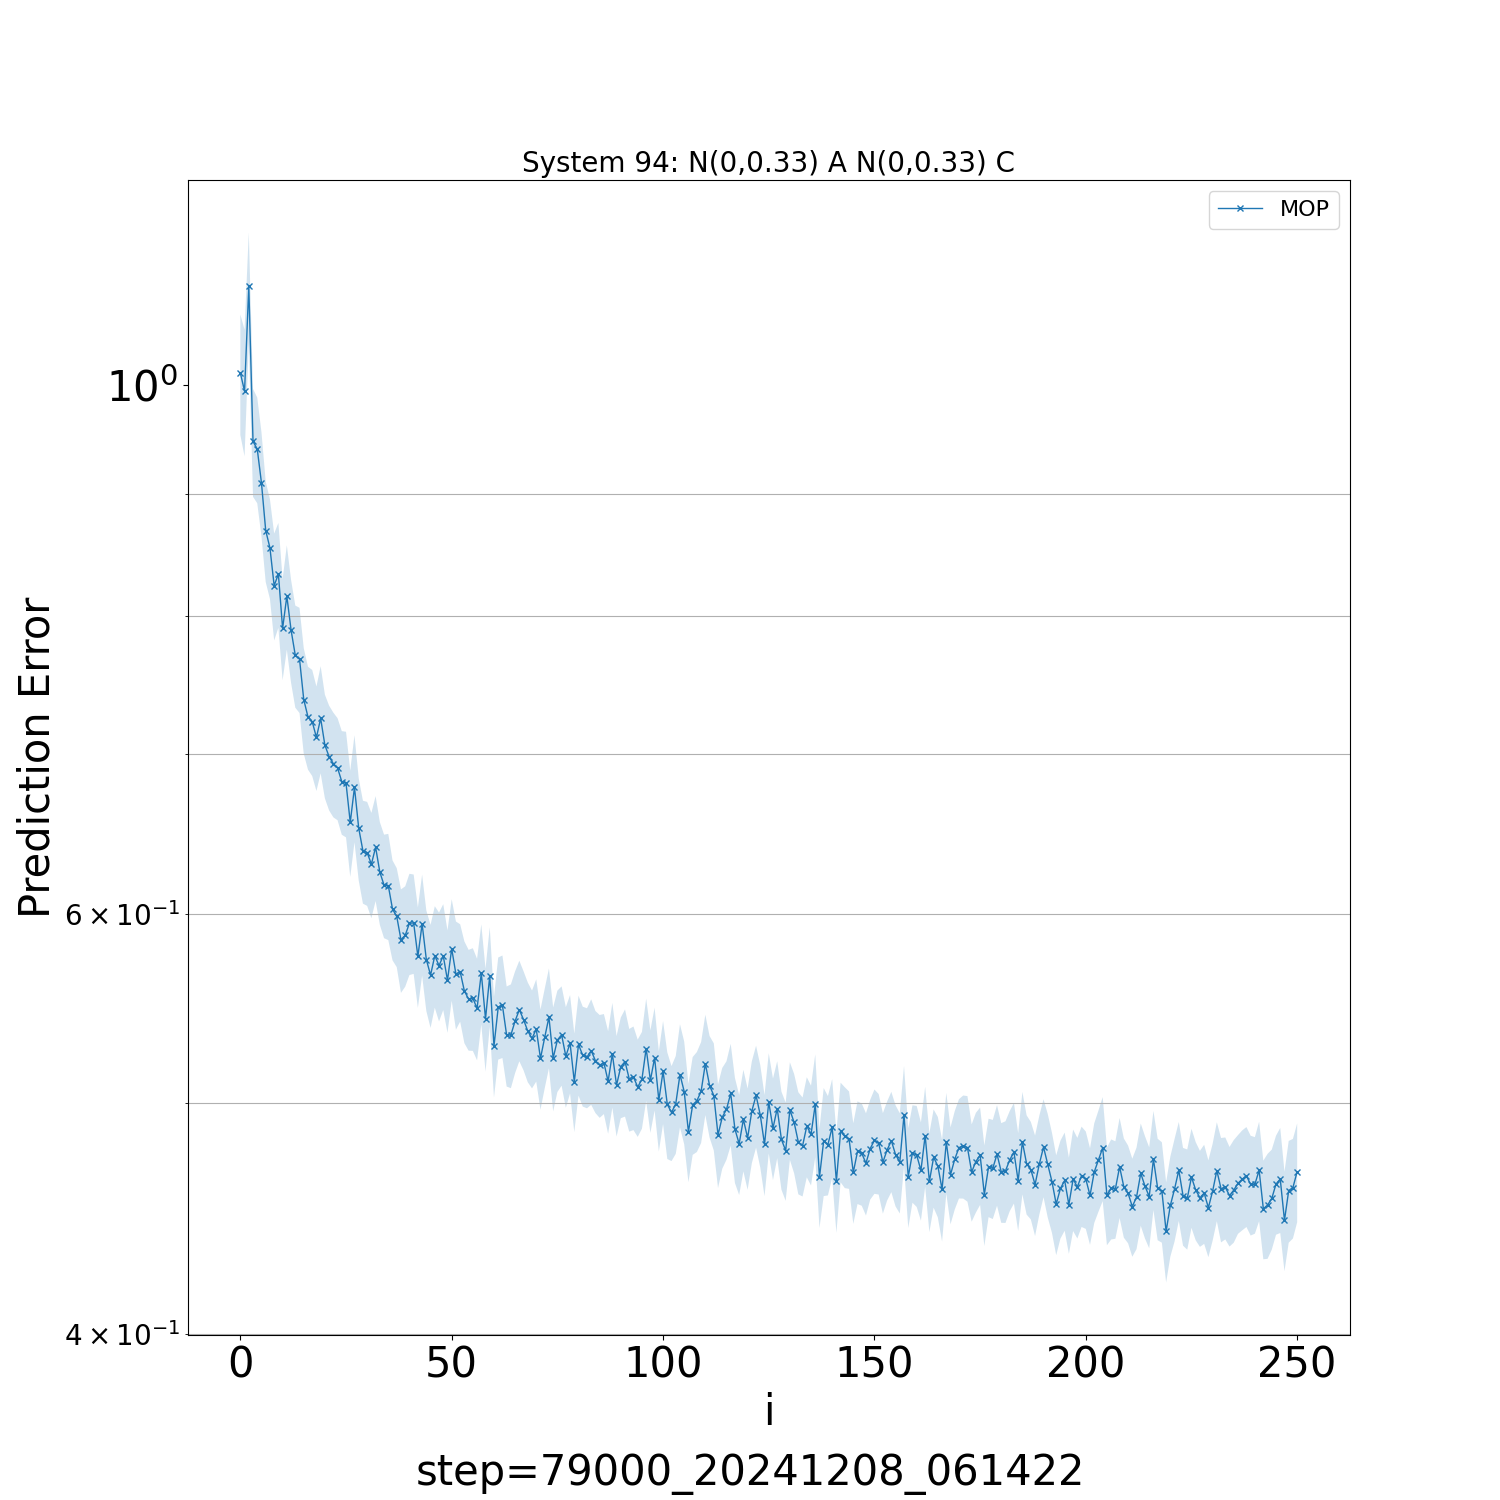 System 94: N(0,0.33) A N(0,0.33) C
MOP
Prediction Error
10⁰
6 × 10⁻¹
4 × 10⁻¹
0 50 100 150 200 250
i
step=79000_20241208_061422